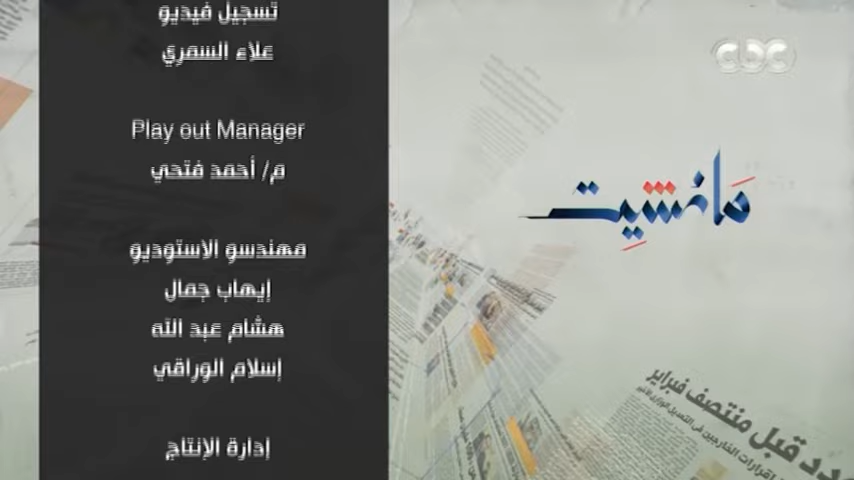 تسجيل فيديو
علاء السمري
Play out Manager
م/ أحمد فتحي
مهندسو الاستوديو
إيهاب جمال
هشام عبد الله
إسلام الوراقي
إدارة الإنتاج
cbc
مانشيت
قبل منتصف فبراير